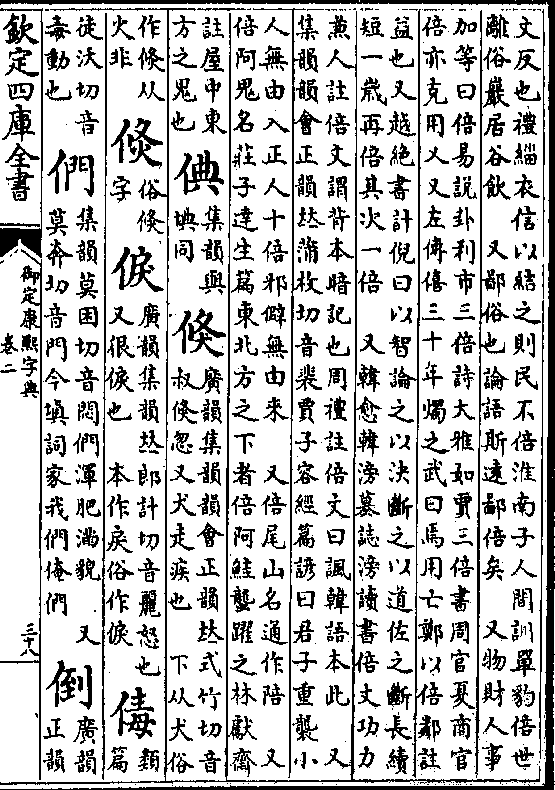 文反也禮緇衣信以結之則民不倍淮南子人間訓單豹倍世
離俗巖居谷飲　又鄙俗也論語斯遠鄙倍矣　又物財人事
加等曰倍易說卦利市三倍詩大雅如賈三倍書周官夏商官
倍亦克用乂又左傳僖三十年燭之武曰焉用亡鄭以倍鄰註
益也又越絕書計倪曰以智論之以決斷之以道佐之斷長續
短一歲再倍其次一倍　又韓愈韓滂墓誌滂讀書倍文功力
兼人註倍文謂背本暗記也周禮註倍文曰諷韓語本此　又
集韻韻會正韻𠀤蒲枚切音裴賈子容經篇諺曰君子重襲小
人無由入正人十倍邪僻無由來　又倍尾山名通作陪　又
倍阿鬼名莊子達生篇東北方之下者倍阿鮭蠪躍之林獻齋
註屋中東
方之鬼也
倎
集韻與
同
倏
廣韻集韻韻會正韻𠀤式竹切音
叔倏忽又犬走疾也　下从犬俗
作倐从
火非
倐
俗倏
字
廣韻集韻𠀤郎計切音麗怒也
又很也　本作戾俗作
類
篇
徒沃切音
毒動也
們
集韻莫困切音悶們渾肥滿貌　又
莫奔切音門今塡詞家我們俺們
倒
廣韻
正韻
欽定四庫全書
御定康熙字典
卷二
三十八